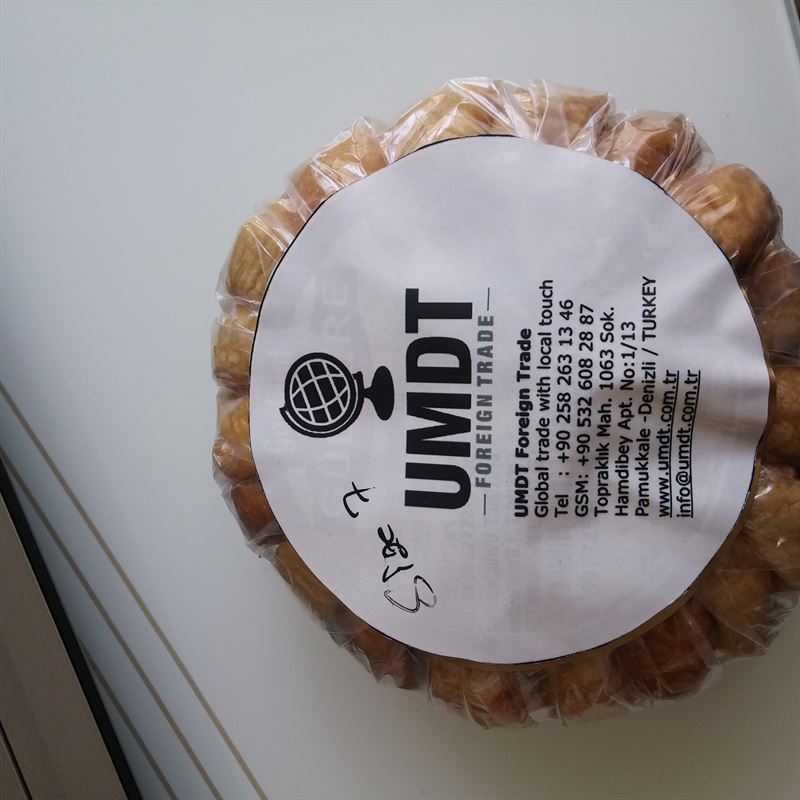 UMDT
FOREIGN TRADE
UMDT Foreign Trade
Global trade with local touch
Tel : +90 258 263 13 46
GSM: +90 532 608 28 87
Topraklik Mah. 1063 Sok.
Hamdibey Apt. No:1/13
Pamukkale -Denizli / TURKEY
www.umdt.com.tr
info@umdt.com.tr